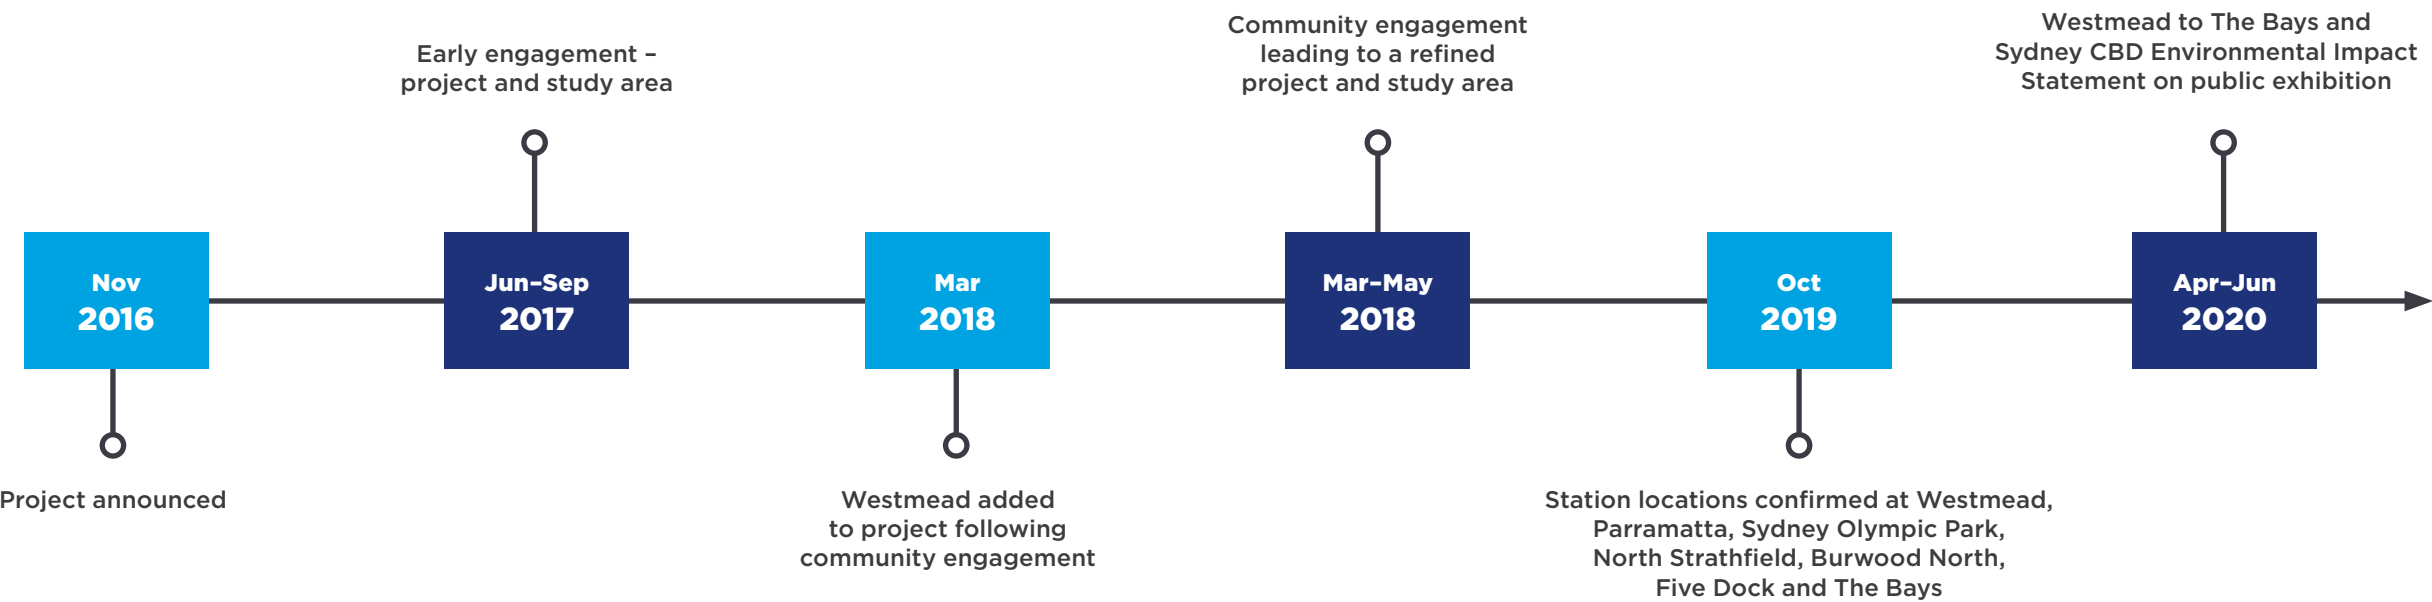 Nov
2016
Project announced
Early engagement –
project and study area
Jun–Sep
2017
Mar
2018
Westmead added
to project following
community engagement
Community engagement
leading to a refined
project and study area
Mar–May
2018
Oct
2019
Station locations confirmed at Westmead,
Parramatta, Sydney Olympic Park,
North Strathfield, Burwood North,
Five Dock and The Bays
Westmead to The Bays and
Sydney CBD Environmental Impact
Statement on public exhibition
Apr–Jun
2020